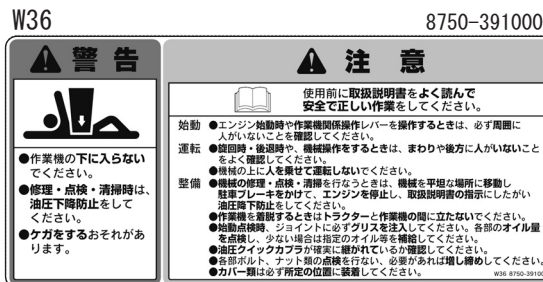 W36
8750-391000
警告
●作業機の下に入らない
でください。
●修理・点検・清掃時は、
油圧下降防止をして
ください。
●ケガをするおそれがあ
ります。
注意
使用前に取扱説明書をよく読んで
安全で正しい作業をしてください。
始動 ●エンジン始動時や作業機関係操作レバーを操作するときは、必ず周囲に
人がいないことを確認してください。
運転 ●旋回時・後進時や、機械操作をするときは、まわりや後方に人がいないこと
をよく確認してください。
●機械の上に人を乗せて運転しないでください。
整備 ●機械の修理・点検・清掃を行なうときは、機械を平坦な場所に移動し
駐車ブレーキをかけて、エンジンを停止し、取扱説明書の指示にしたがい
油圧降下防止をしてください。
●作業機を着脱するときはトラクターと作業機の間に立たないでください。
●始動点検時、ジョイントに必ずグリスを注入してください。各部のオイル量
を点検し、少ない場合は指定のオイル等を補給してください。
●油圧クイックカプラが確実に継がれているか確認してください。
●各部ボルト、ナット類の点検を行ない、必要があれば増し締めしてください。
●カバー類は必ず所定の位置に装着してください。
W36 8750-39100